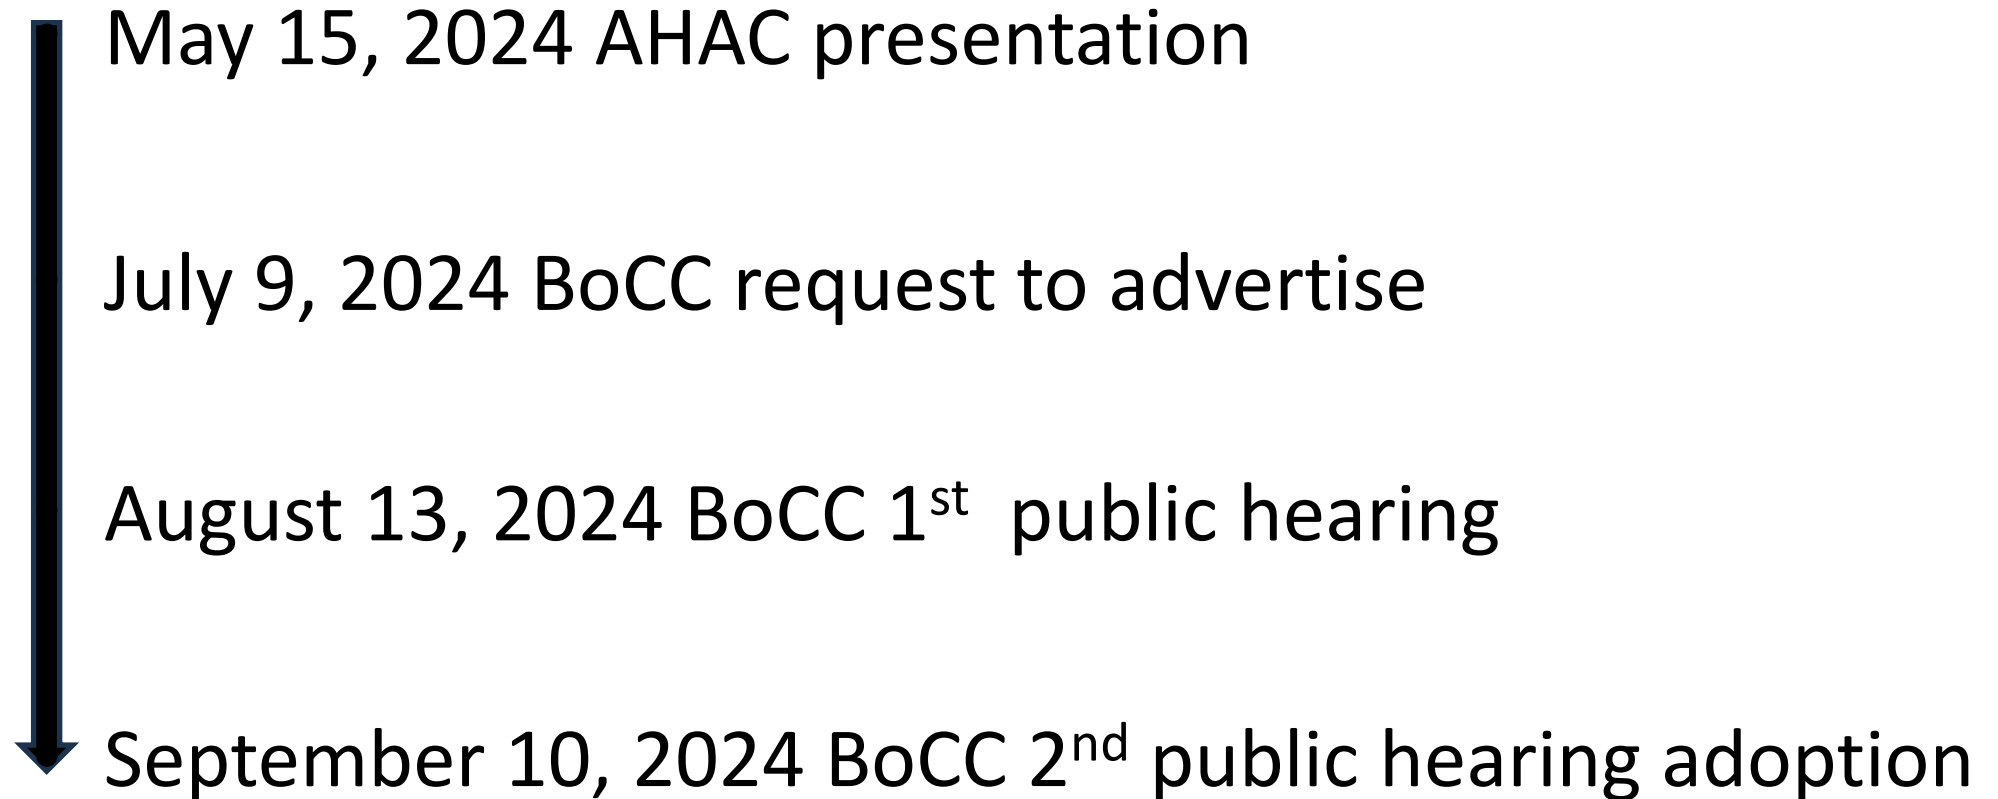 May 15, 2024 AHAC presentation
July 9, 2024 BoCC request to advertise
August 13, 2024 BoCC 1st public hearing
September 10, 2024 BoCC 2nd public hearing adoption